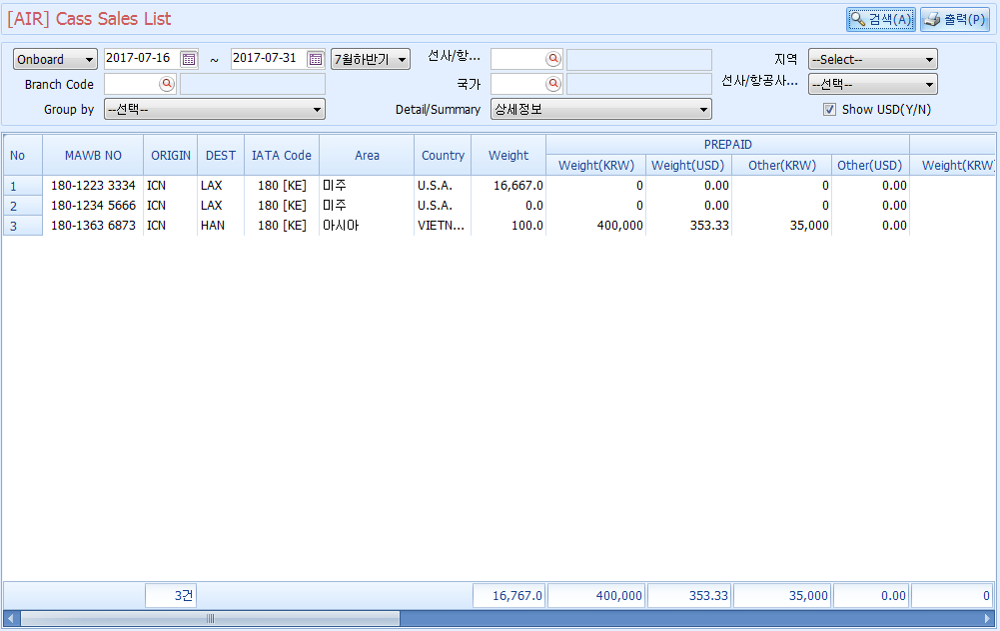 [AIR] Cass Sales List 검색(A) 출력(P)
Onboard 2017-07-16 ~ 2017-07-31 7월하반기 선사/항... 지역 --Select--
Branch Code 국가 선사/항공사... --선택--
Group by --선택-- Detail/Summary 상세정보 Show USD(Y/N)
No MAWB NO ORIGIN DEST IATA Code Area Country Weight PREPAID
Weight(KRW) Weight(USD) Other(KRW) Other(USD) Weight(KRW)
1 180-1223 3334 ICN LAX 180 [KE] 미주 U.S.A. 16,667.0 0 0.00 0 0.00
2 180-1234 5666 ICN LAX 180 [KE] 미주 U.S.A. 0.0 0 0.00 0 0.00
3 180-1363 6873 ICN HAN 180 [KE] 아시아 VIETN... 100.0 400,000 353.33 35,000 0.00
3건 16,767.0 400,000 353.33 35,000 0.00 0